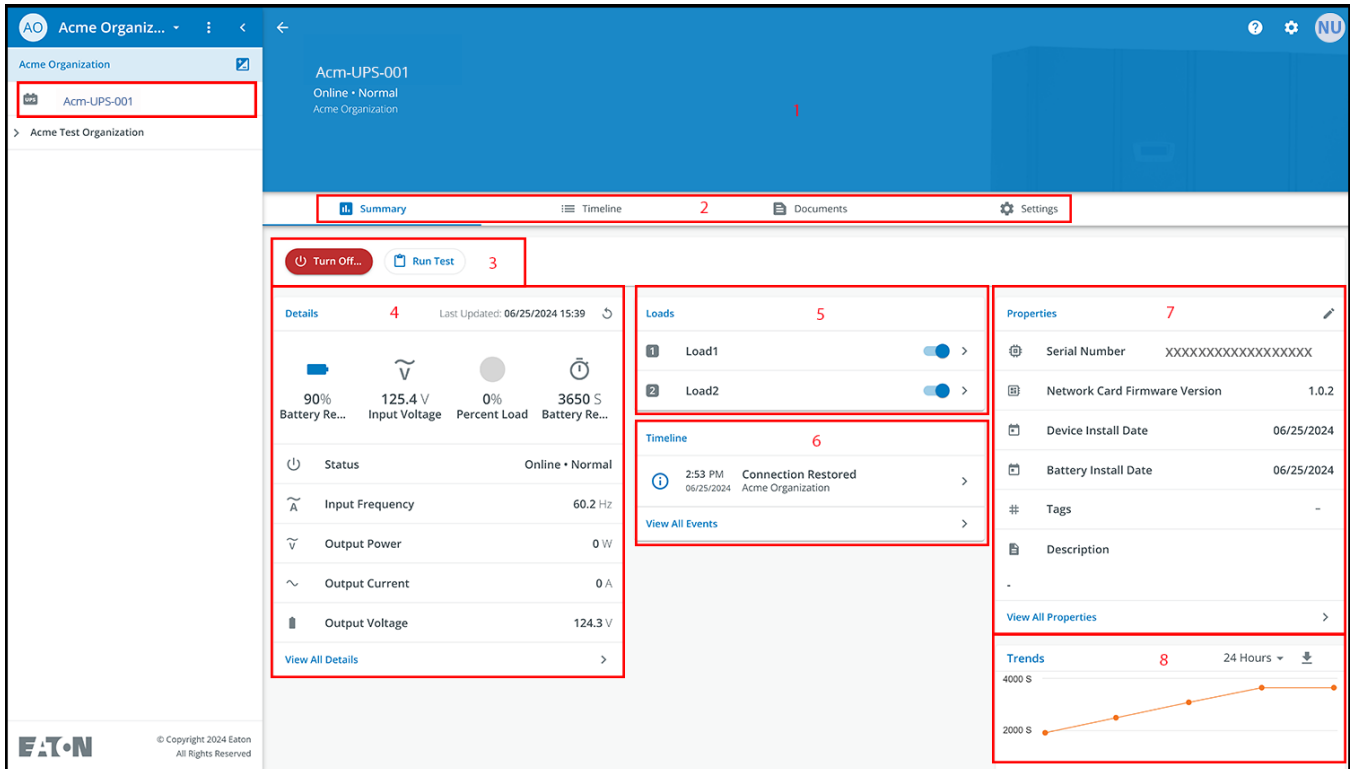 AO Acme Organiz...
NU
Acme Organization
UPS Acm-UPS-001
Acme Test Organization
Acm-UPS-001
Online • Normal
Acme Organization
1
Summary Timeline 2 Documents Settings
Turn Off... Run Test 3
Details 4 Last Updated: 06/25/2024 15:39
90% 125.4 V 0% 3650 S
Battery Re... Input Voltage Percent Load Battery Re...
Status Online • Normal
Input Frequency 60.2 Hz
Output Power 0 W
Output Current 0 A
Output Voltage 124.3 V
View All Details
Loads 5
1 Load1
2 Load2
Timeline 6
2:53 PM Connection Restored
06/25/2024 Acme Organization
View All Events
Properties 7
Serial Number XXXXXXXXXXXXXXXXXX
Network Card Firmware Version 1.0.2
Device Install Date 06/25/2024
Battery Install Date 06/25/2024
# Tags –
Description
-
View All Properties
Trends 8 24 Hours
4000 S
2000 S
EATON © Copyright 2024 Eaton
All Rights Reserved